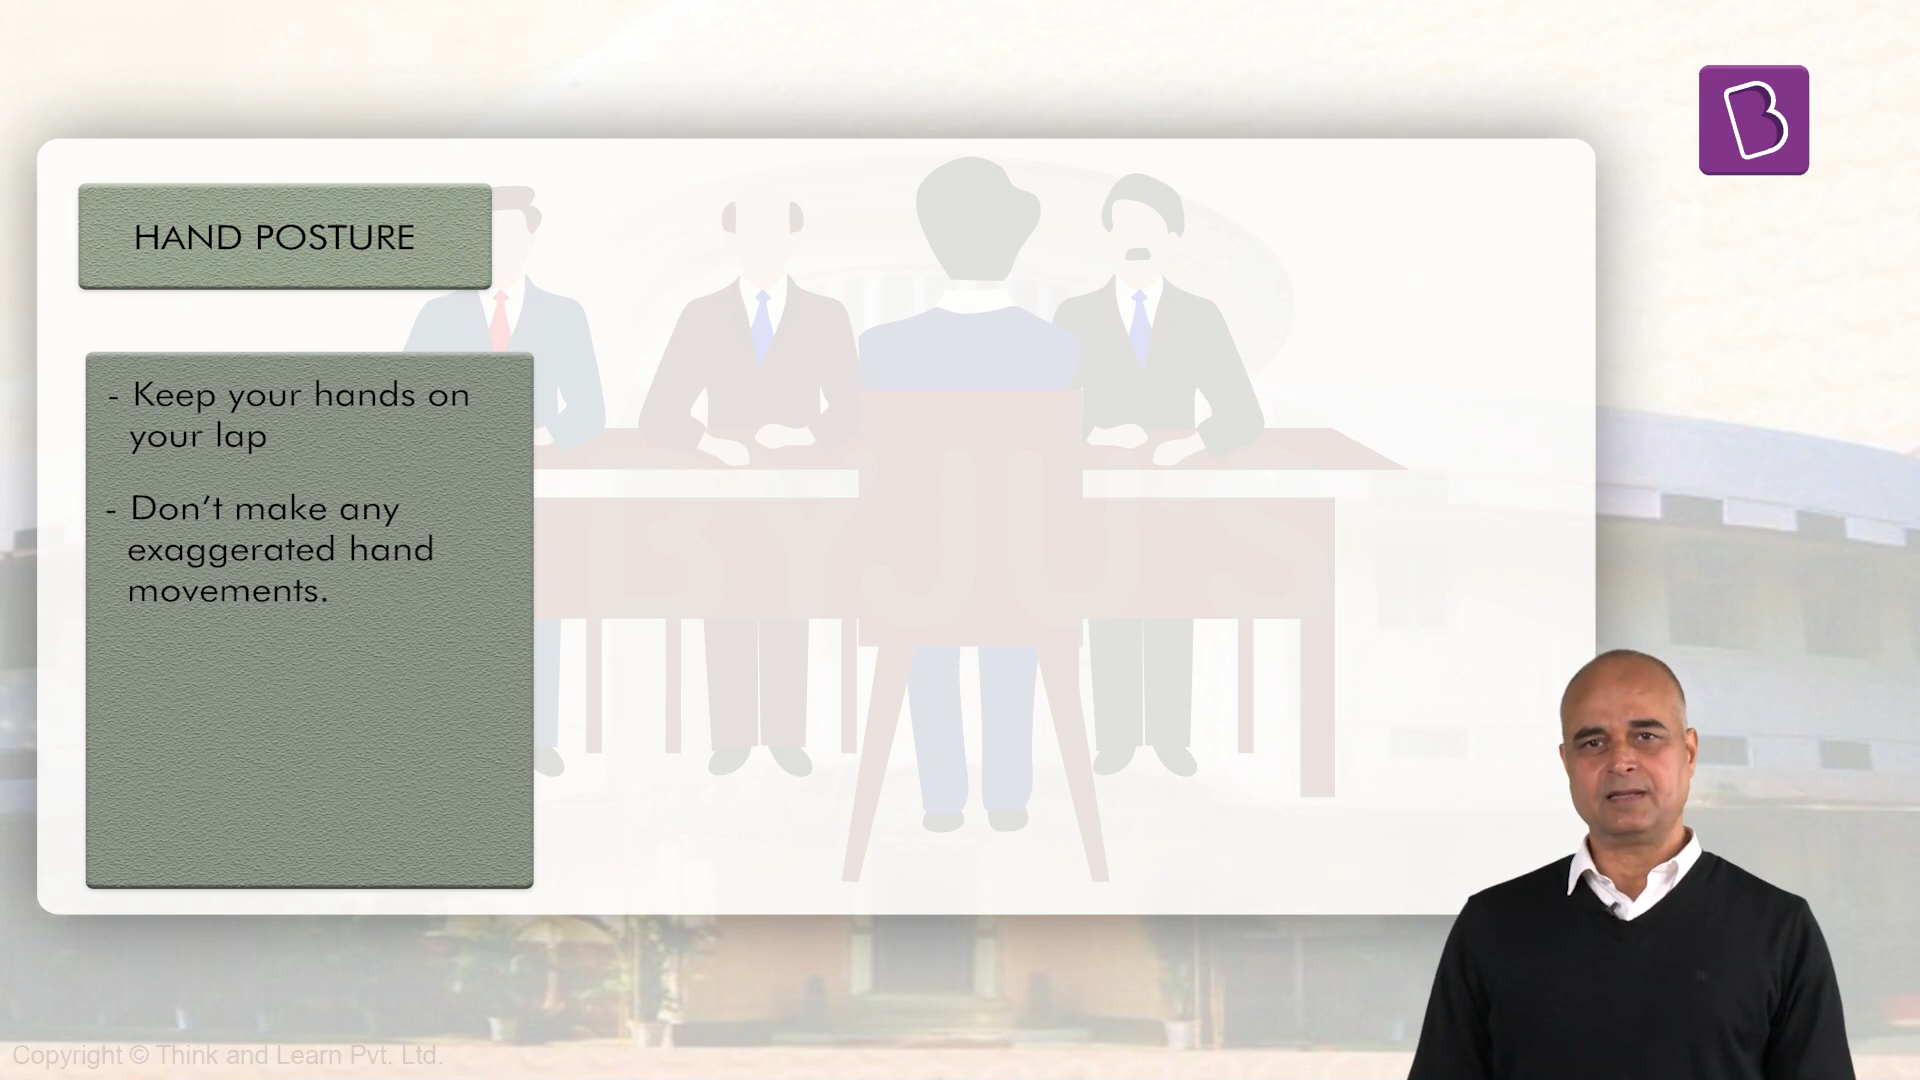 HAND POSTURE
- Keep your hands on
your lap
- Don't make any
exaggerated hand
movements.
BYJU'S
B
Copyright © Think and Learn Pvt. Ltd.